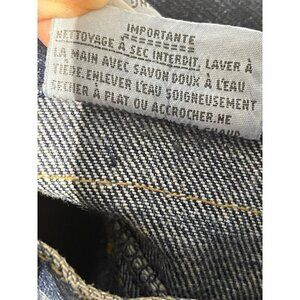 IMPORTANTE
NETTOYAGE À SEC INTERDIT. LAVER À
LA MAIN AVEC SAVON DOUX À L'EAU
TIÈDE. ENLEVER L'EAU SOIGNEUSEMENT
SÉCHER À PLAT OU ACCROCHER. NE
CHAUD